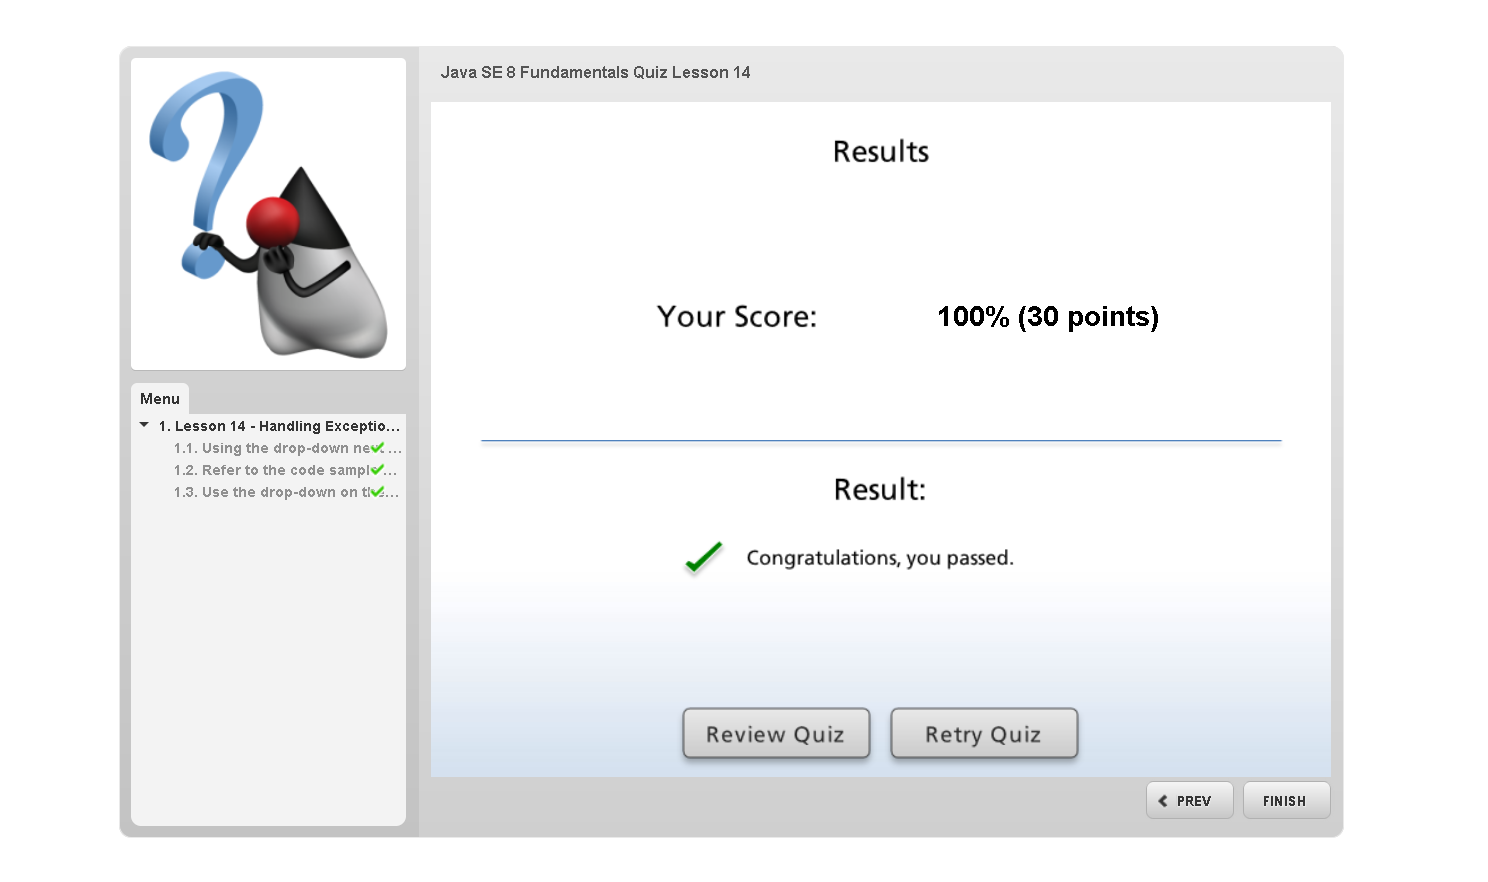 Java SE 8 Fundamentals Quiz Lesson 14
Results
Your Score: 100% (30 points)
Result:
Congratulations, you passed.
Review Quiz Retry Quiz
PREV FINISH
Menu
1. Lesson 14 - Handling Exceptio...
1.1. Using the drop-down ne ...
1.2. Refer to the code sampl...
1.3. Use the drop-down on ...